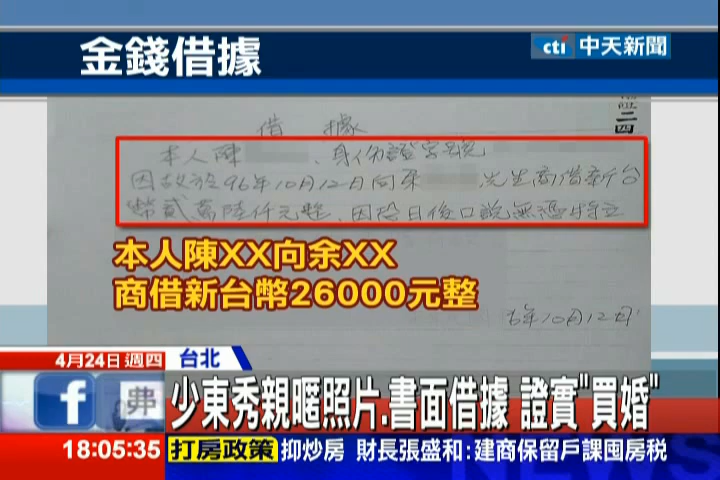 金錢借據
cti 中天新聞
二四
借據
本人陳 、身份證字號
因故於96年10月12日向余 先生商借新台
幣貳萬陸仟元整,因恐日後口說無憑特立
本人陳XX向余XX
商借新台幣26000元整
年10月12日
4月24日 週四 台北
f 弗 少東秀親暱照片.書面借據 證實"買婚"
18:05:35 打房政策 抑炒房 財長張盛和:建商保留戶課囤房稅
NEWS